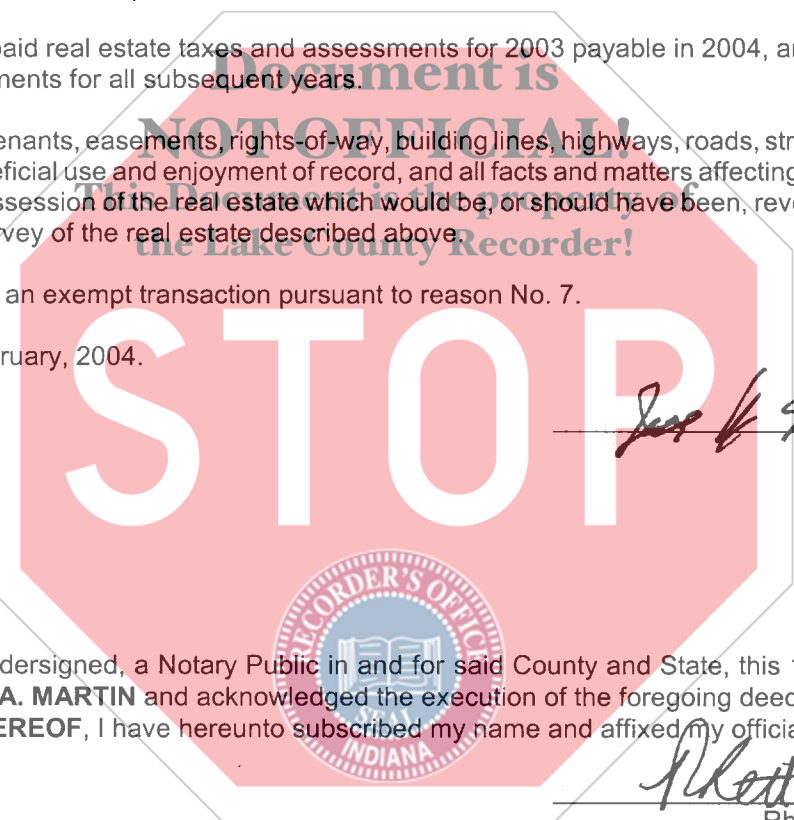 paid real estate taxes and assessments for 2003 payable in 2004, an
ments for all subsequent years.
Document is
enants, easements, rights-of-way, building lines, highways, roads, str
NOT OFFICIAL!
eficial use and enjoyment of record, and all facts and matters affecting
This Document is the property of
ssession of the real estate which would be, or should have been, reve
rvey of the real estate described above.
the Lake County Recorder!
an exempt transaction pursuant to reason No. 7.
ruary, 2004.
STOP
RECORDER'S OFFICE
dersigned, a Notary Public in and for said County and State, this
A. MARTIN and acknowledged the execution of the foregoing deed
SEAL
EREOF, I have hereunto subscribed my name and affixed my officia
INDIANA
Rhett
Rh